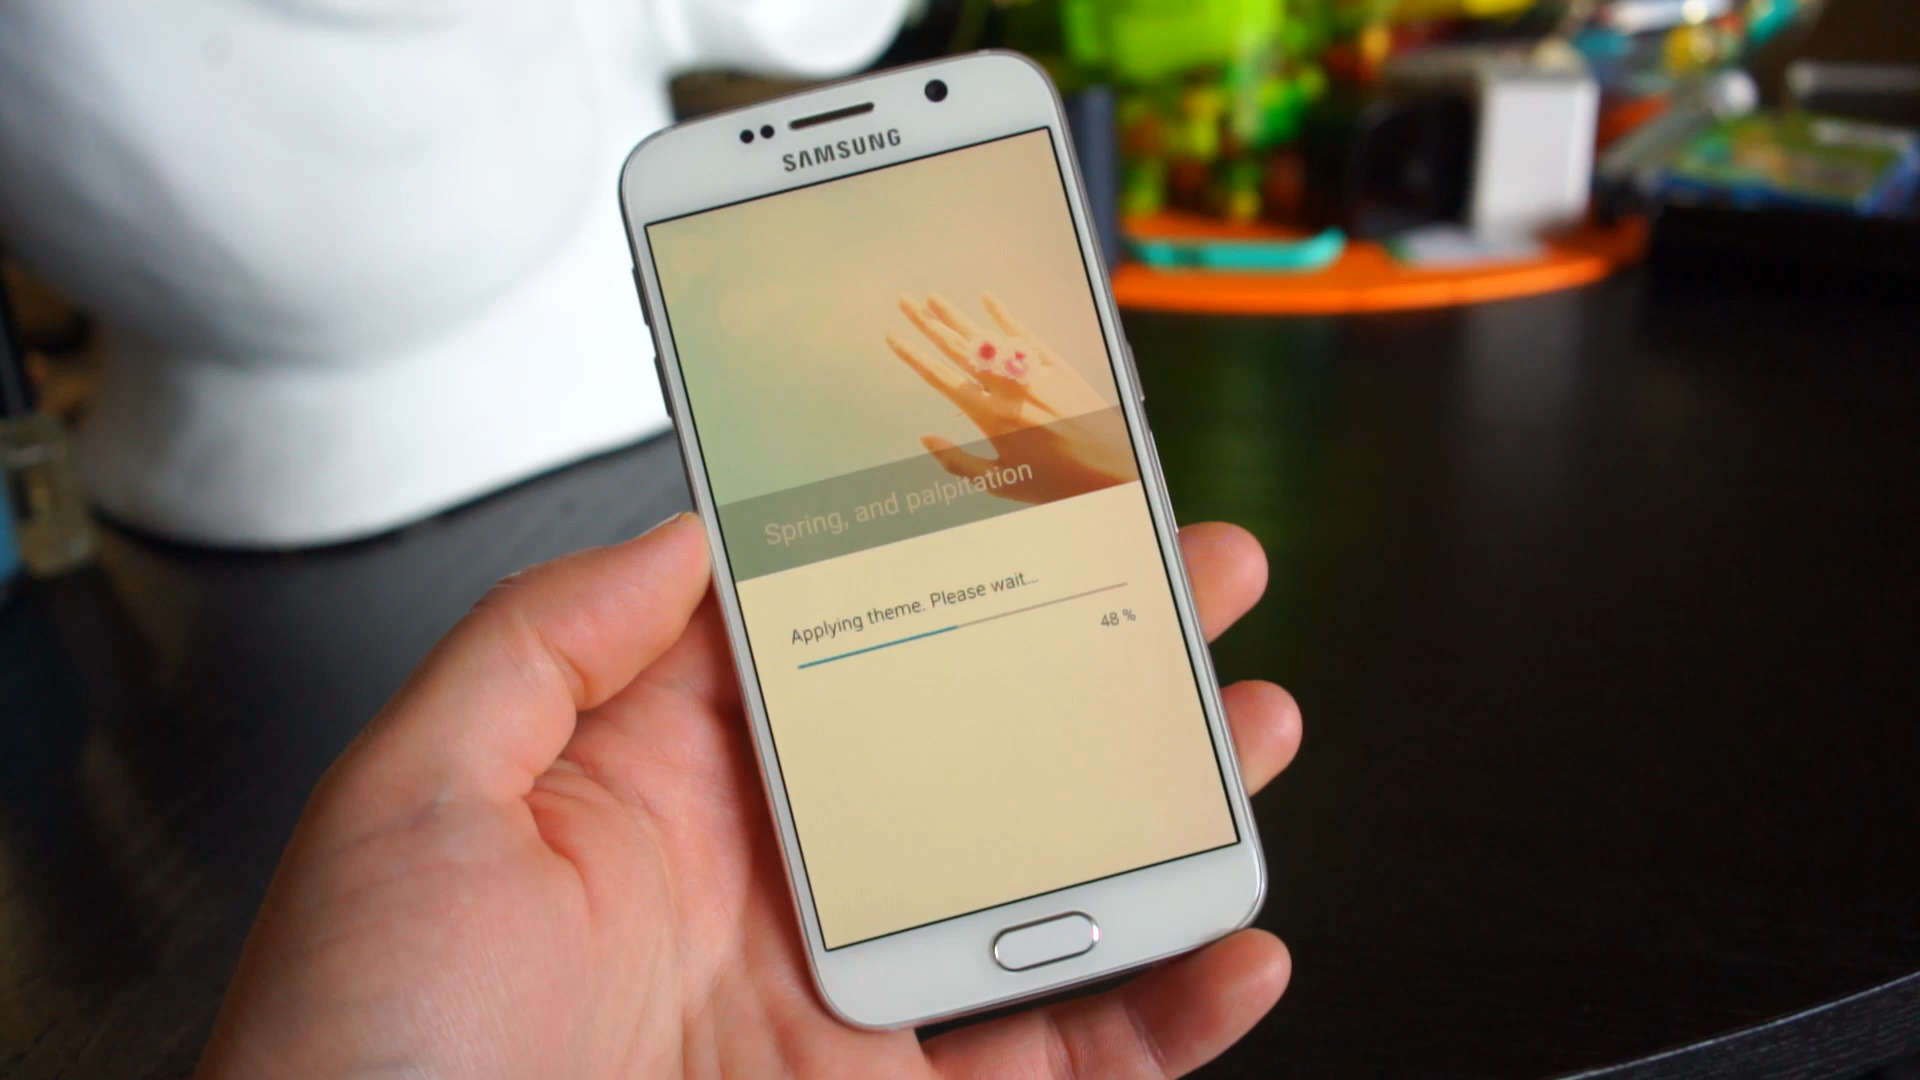 SAMSUNG
Spring, and palpitation
Applying theme. Please wait...
48 %